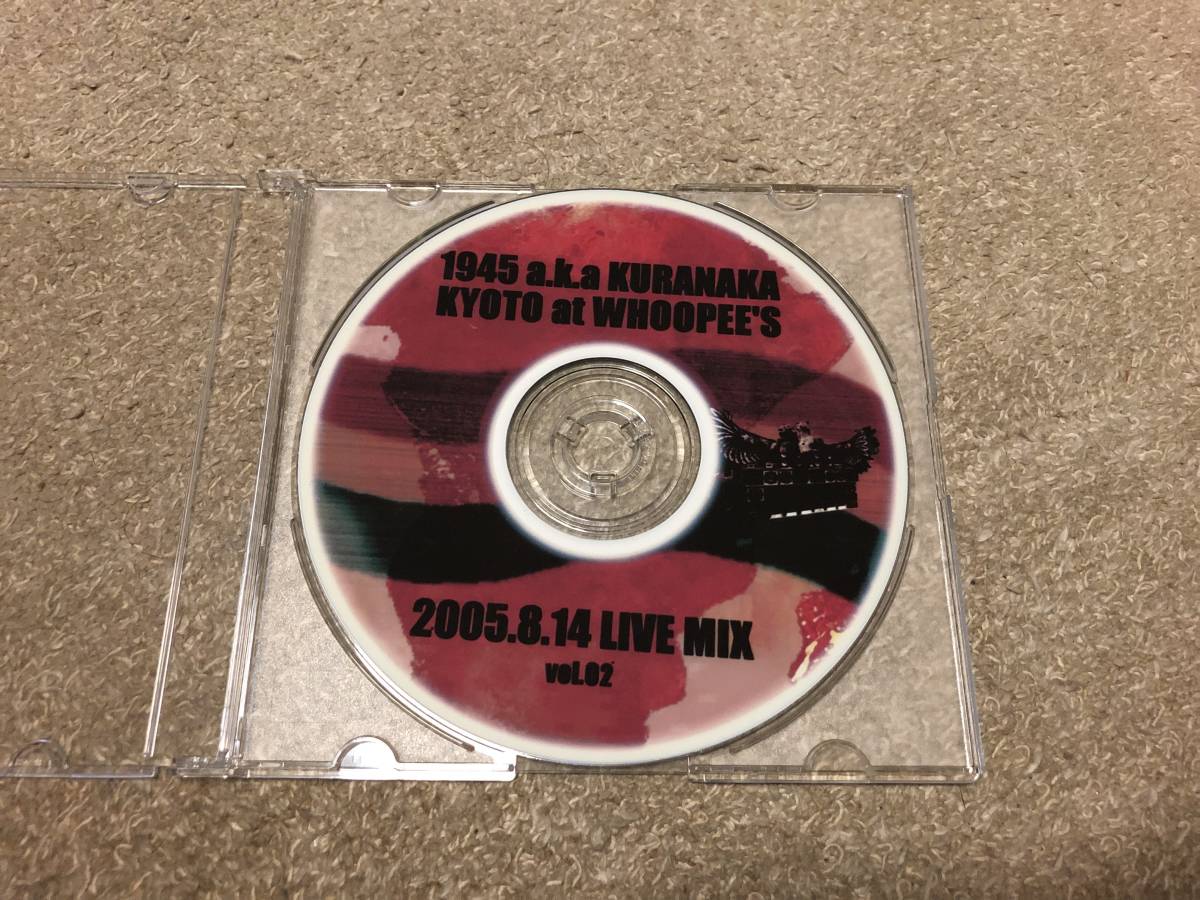 1945 a.k.a KURANAKA
KYOTO at WHOOPEE'S
2005.8.14 LIVE MIX
vol.02